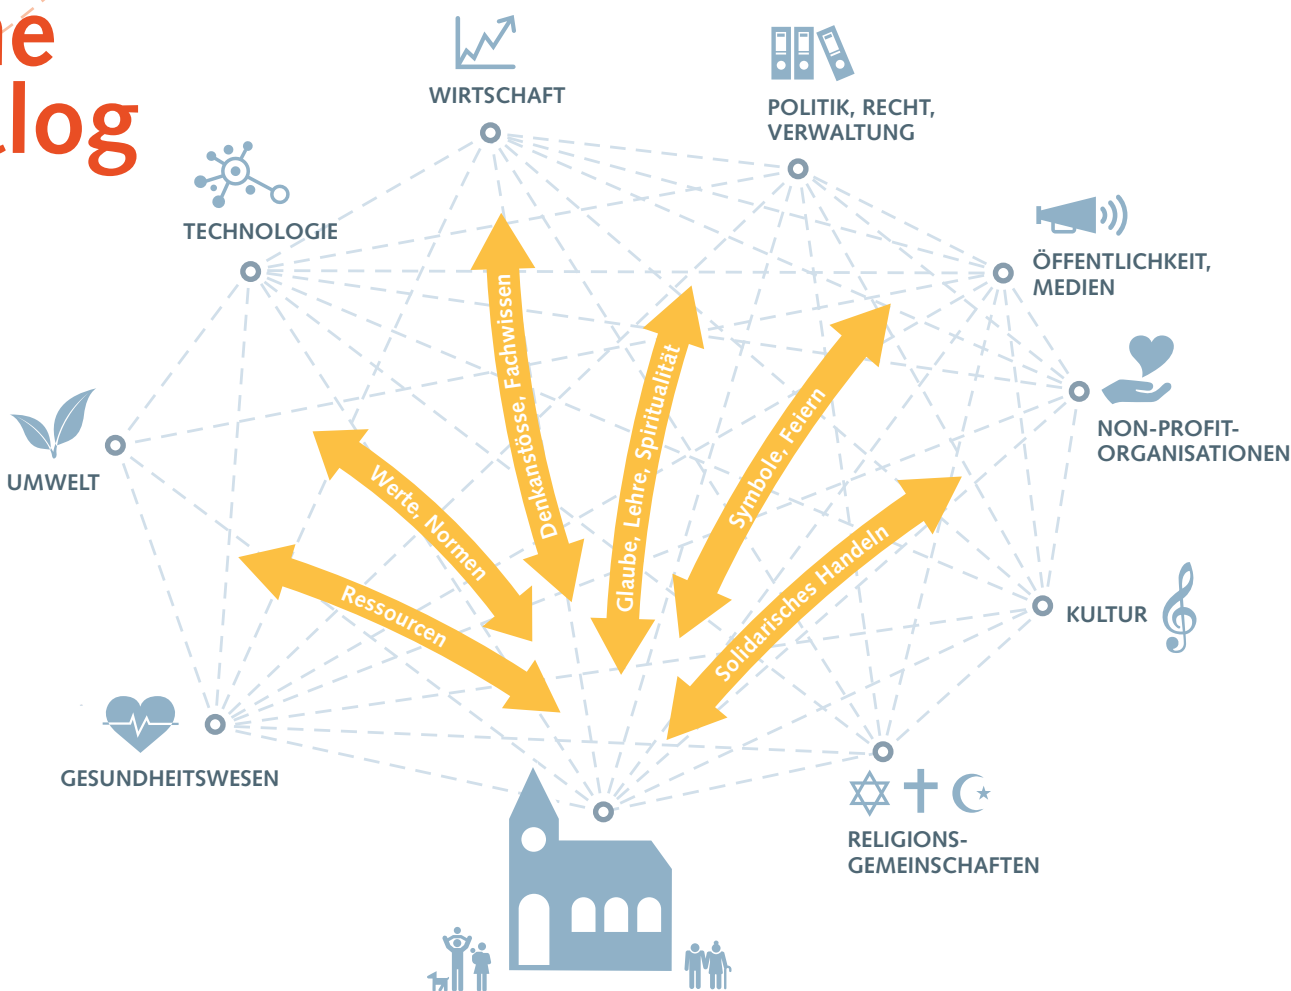 WIRTSCHAFT
POLITIK, RECHT,
VERWALTUNG
TECHNOLOGIE
ÖFFENTLICHKEIT,
MEDIEN
NON-PROFIT-
ORGANISATIONEN
UMWELT
KULTUR
GESUNDHEITSWESEN
RELIGIONS-
GEMEINSCHAFTEN
Ressourcen
Werte, Normen
Denkanstösse, Fachwissen
Glaube, Lehre, Spiritualität
Symbole, Feiern
Solidarisches Handeln